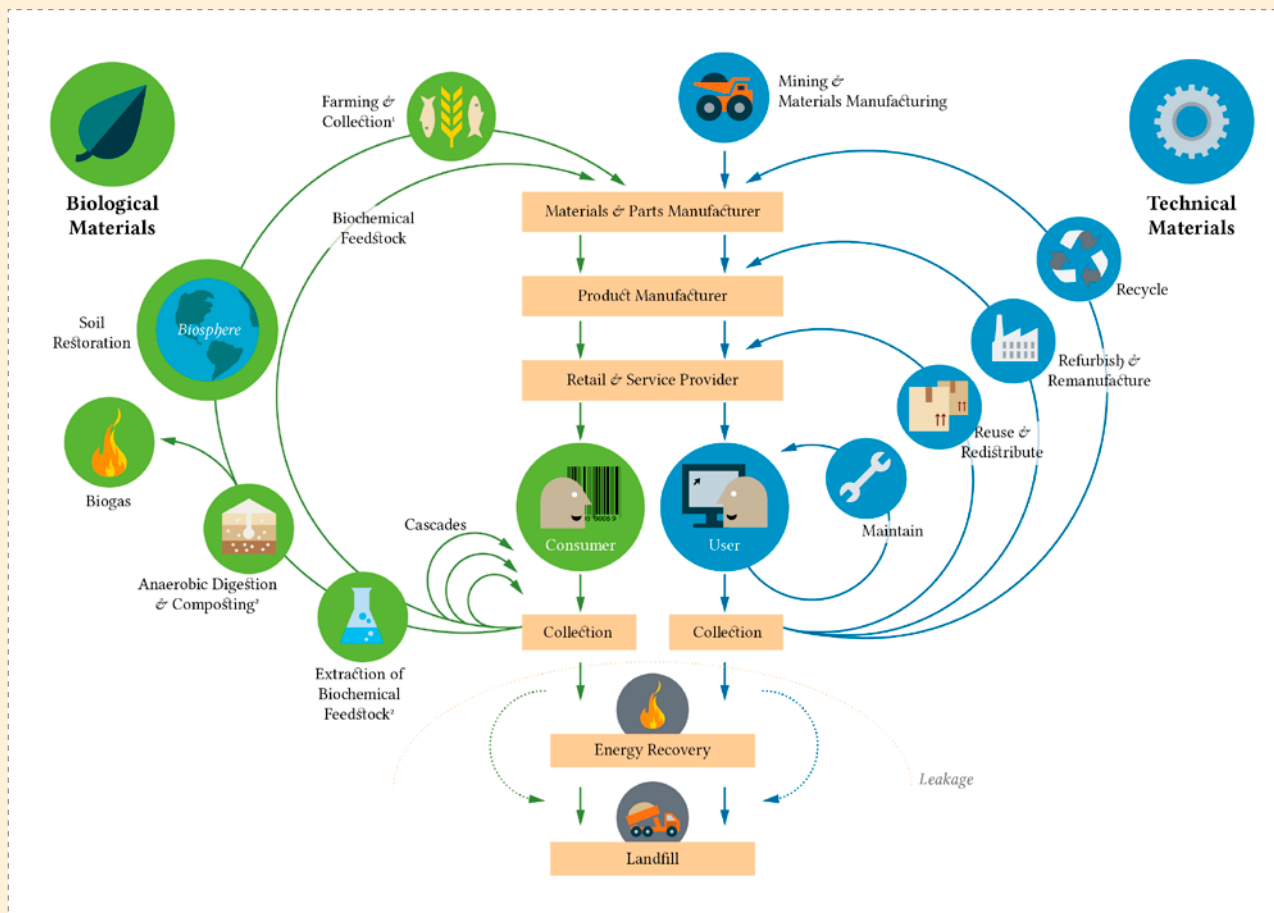 Farming &
Collection¹
Mining &
Materials Manufacturing
Biological
Materials
Technical
Materials
Materials & Parts Manufacturer
Biochemical
Feedstock
Recycle
Product Manufacturer
Soil
Restoration
Biosphere
Refurbish &
Remanufacture
Retail & Service Provider
Reuse &
Redistribute
Biogas
Cascades
Consumer
User
Maintain
Anaerobic Digestion
& Composting²
Collection
Collection
Extraction of
Biochemical
Feedstock²
Energy Recovery
Leakage
Landfill